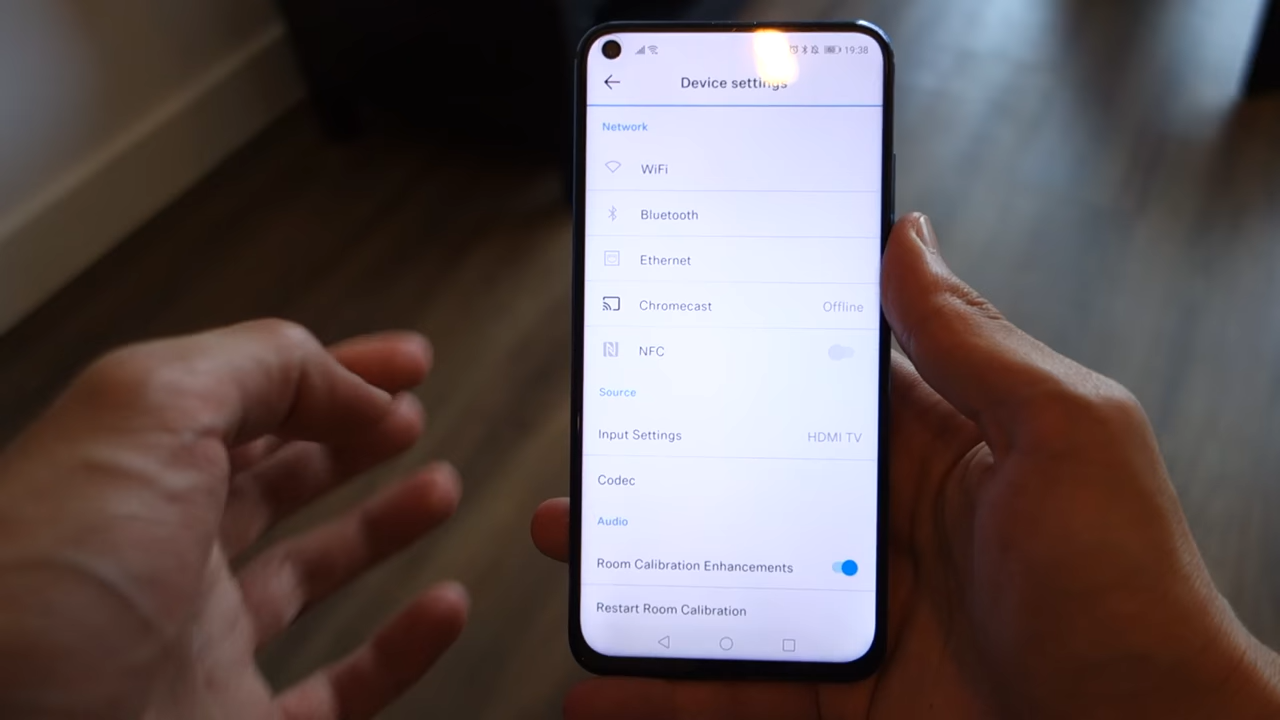 19:38
Device settings
Network
WiFi
Bluetooth
Ethernet
Chromecast Offline
NFC
Source
Input Settings HDMI TV
Codec
Audio
Room Calibration Enhancements
Restart Room Calibration